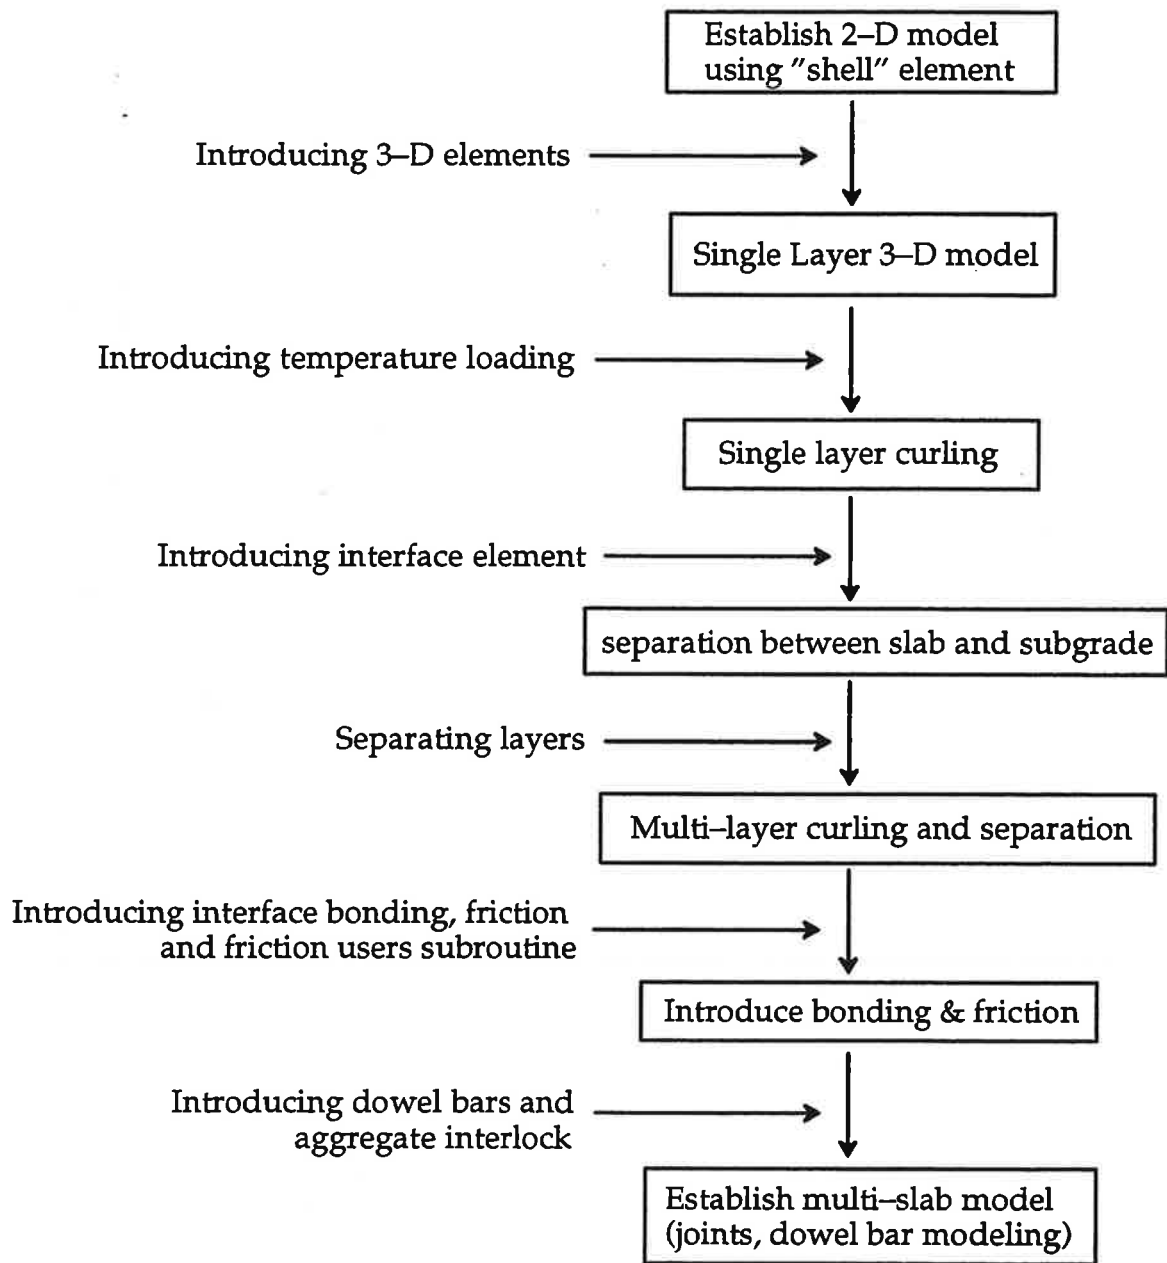 Establish 2–D model
using "shell" element
Introducing 3–D elements
Single Layer 3–D model
Introducing temperature loading
Single layer curling
Introducing interface element
separation between slab and subgrade
Separating layers
Multi–layer curling and separation
Introducing interface bonding, friction
and friction users subroutine
Introduce bonding & friction
Introducing dowel bars and
aggregate interlock
Establish multi–slab model
(joints, dowel bar modeling)